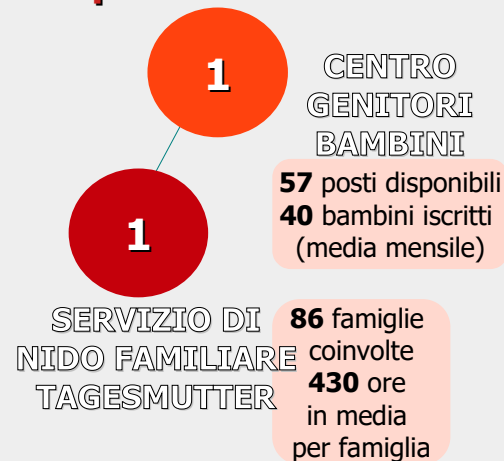 1
CENTRO
GENITORI
BAMBINI
57 posti disponibili
40 bambini iscritti
(media mensile)
1
SERVIZIO DI
NIDO FAMILIARE
TAGESMUTTER
86 famiglie
coinvolte
430 ore
in media
per famiglia